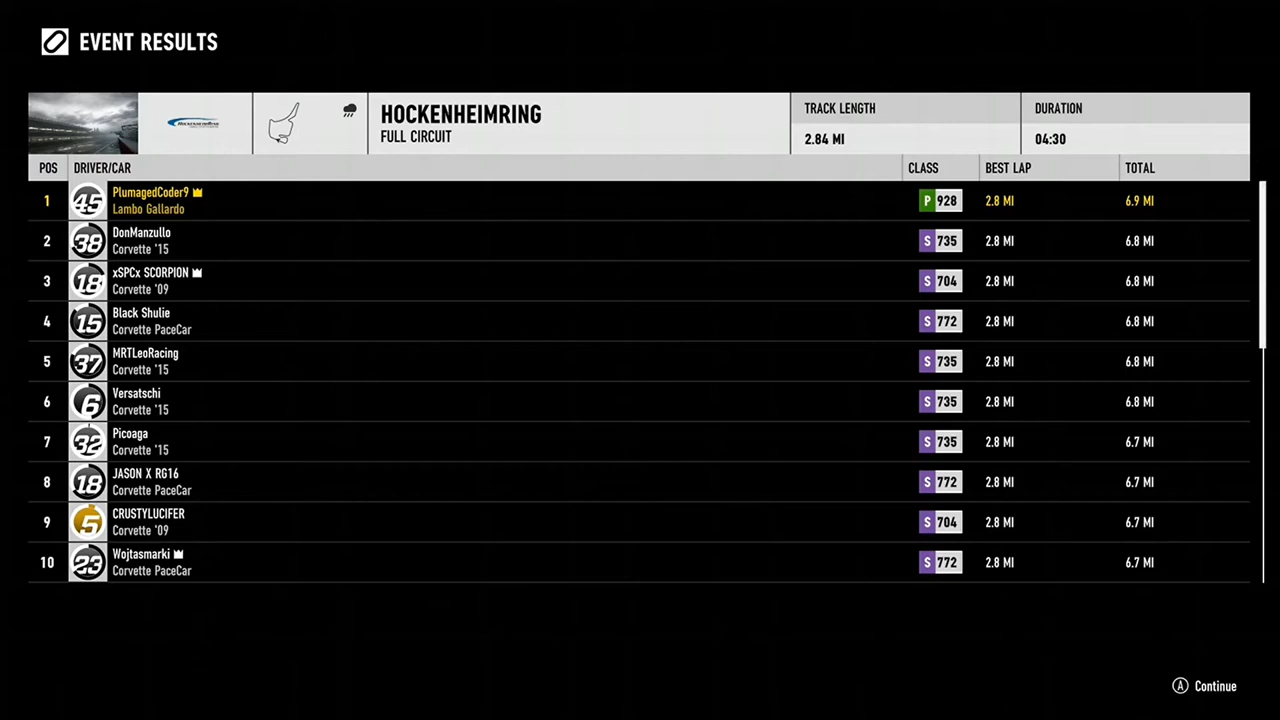 EVENT RESULTS
HOCKENHEIMRING
FULL CIRCUIT
TRACK LENGTH
2.84 MI
DURATION
04:30
POS DRIVER/CAR CLASS BEST LAP TOTAL
1 45 PlumagedCoder9 P 928 2.8 MI 6.9 MI
Lambo Gallardo
2 38 DonManzullo S 735 2.8 MI 6.8 MI
Corvette '15
3 18 xSPCx SCORPION S 704 2.8 MI 6.8 MI
Corvette '09
4 15 Black Shulie S 772 2.8 MI 6.8 MI
Corvette PaceCar
5 37 MRTLeoRacing S 735 2.8 MI 6.8 MI
Corvette '15
6 6 Versatschi S 735 2.8 MI 6.8 MI
Corvette '15
7 32 Picoaga S 735 2.8 MI 6.7 MI
Corvette '15
8 18 JASON X RG16 S 772 2.8 MI 6.7 MI
Corvette PaceCar
9 5 CRUSTYLUCIFER S 704 2.8 MI 6.7 MI
Corvette '09
10 23 Wojtasmarki S 772 2.8 MI 6.7 MI
Corvette PaceCar
A Continue